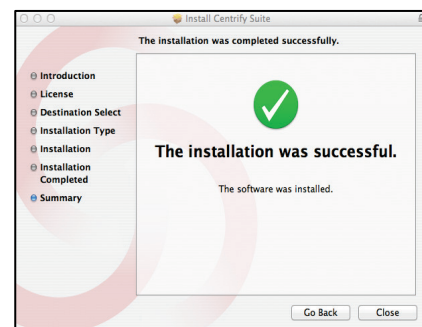 Install Centrify Suite
The installation was completed successfully.
Introduction
License
Destination Select
Installation Type
Installation
Installation
Completed
Summary
The installation was successful.
The software was installed.
Go Back
Close